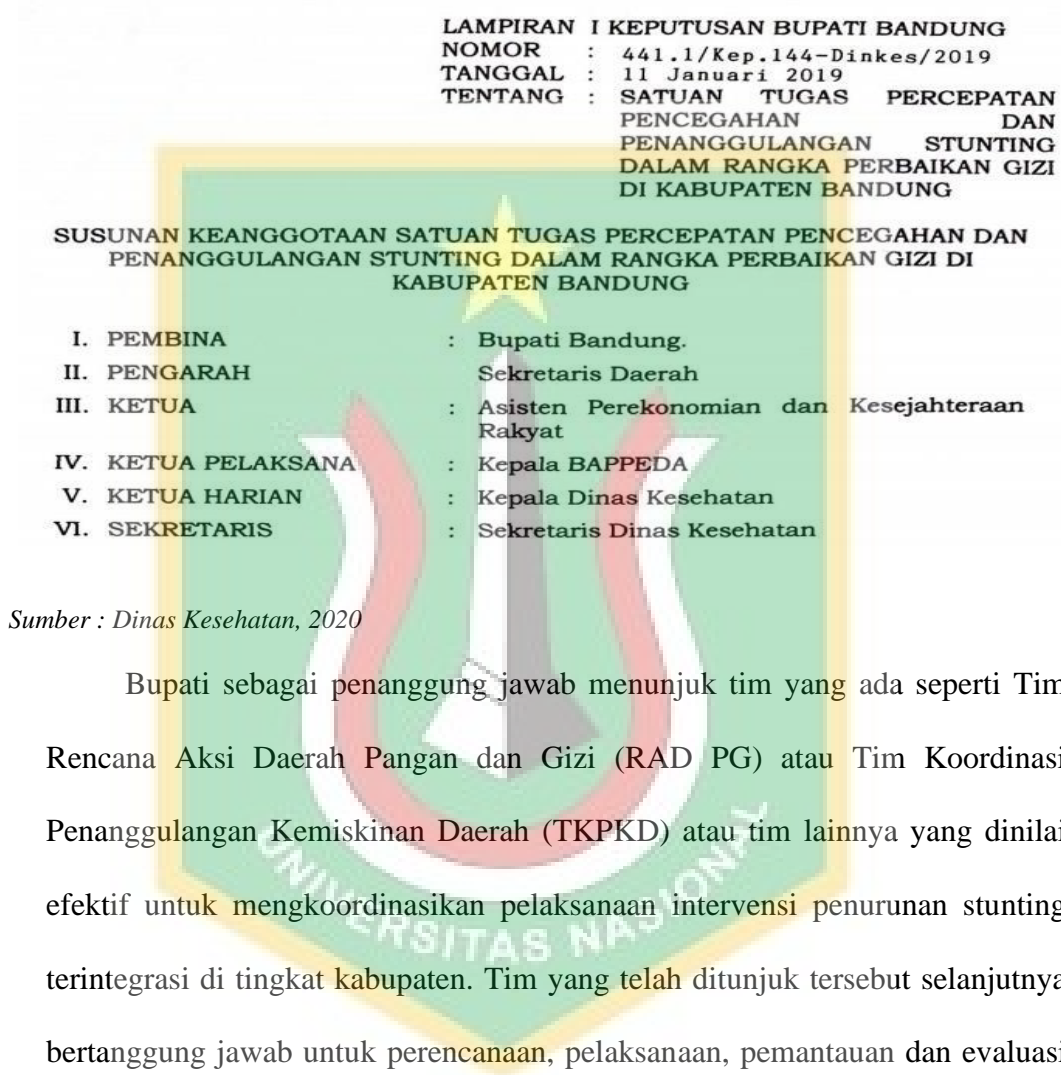 LAMPIRAN I KEPUTUSAN BUPATI BANDUNG
NOMOR : 441.1/Kep.144-Dinkes/2019
TANGGAL : 11 Januari 2019
TENTANG : SATUAN TUGAS PERCEPATAN
PENCEGAHAN DAN
PENANGGULANGAN STUNTING
DALAM RANGKA PERBAIKAN GIZI
DI KABUPATEN BANDUNG
SUSUNAN KEANGGOTAAN SATUAN TUGAS PERCEPATAN PENCEGAHAN DAN
PENANGGULANGAN STUNTING DALAM RANGKA PERBAIKAN GIZI DI
KABUPATEN BANDUNG
I. PEMBINA : Bupati Bandung.
II. PENGARAH Sekretaris Daerah
III. KETUA : Asisten Perekonomian dan Kesejahteraan
Rakyat
IV. KETUA PELAKSANA : Kepala BAPPEDA
V. KETUA HARIAN : Kepala Dinas Kesehatan
VI. SEKRETARIS : Sekretaris Dinas Kesehatan
Sumber : Dinas Kesehatan, 2020
Bupati sebagai penanggung jawab menunjuk tim yang ada seperti Tim
Rencana Aksi Daerah Pangan dan Gizi (RAD PG) atau Tim Koordinasi
Penanggulangan Kemiskinan Daerah (TKPKD) atau tim lainnya yang dinilai
efektif untuk mengkoordinasikan pelaksanaan intervensi penurunan stunting
terintegrasi di tingkat kabupaten. Tim yang telah ditunjuk tersebut selanjutnya
bertanggung jawab untuk perencanaan, pelaksanaan, pemantauan dan evaluasi
UNIVERSITAS NASIONAL